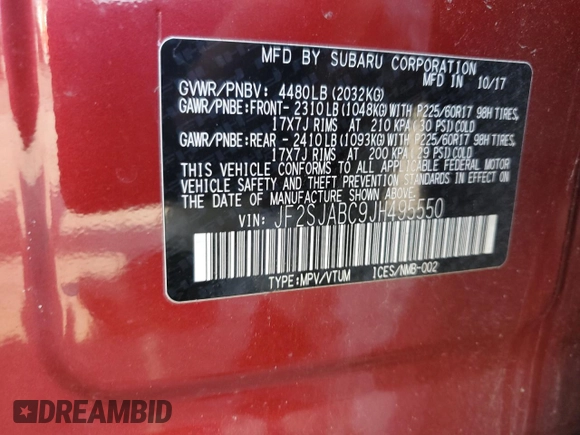 MFD BY SUBARU CORPORATION
MFD IN 10/17
GVWR/PNBV: 4480LB (2032KG)
GAWR/PNBE:FRONT- 2310LB (1048KG)WITH P225/60R17 98H TIRES,
17X7J RIMS AT 210 KPA (30 PSI)COLD
GAWR/PNBE:REAR - 2410LB (1093KG)WITH P225/60R17 98H TIRES,
17X7J RIMS AT 200 KPA (29 PSI)COLD
THIS VEHICLE CONFORMS TO ALL APPLICABLE FEDERAL MOTOR
VEHICLE SAFETY AND THEFT PREVENTION STANDARDS IN EFFECT ON
THE DATE OF MANUFACTURE SHOWN ABOVE.
VIN: JF2SJABC9JH495550
TYPE:MPV/VTUM ICES/NMB-002
DREAMBID